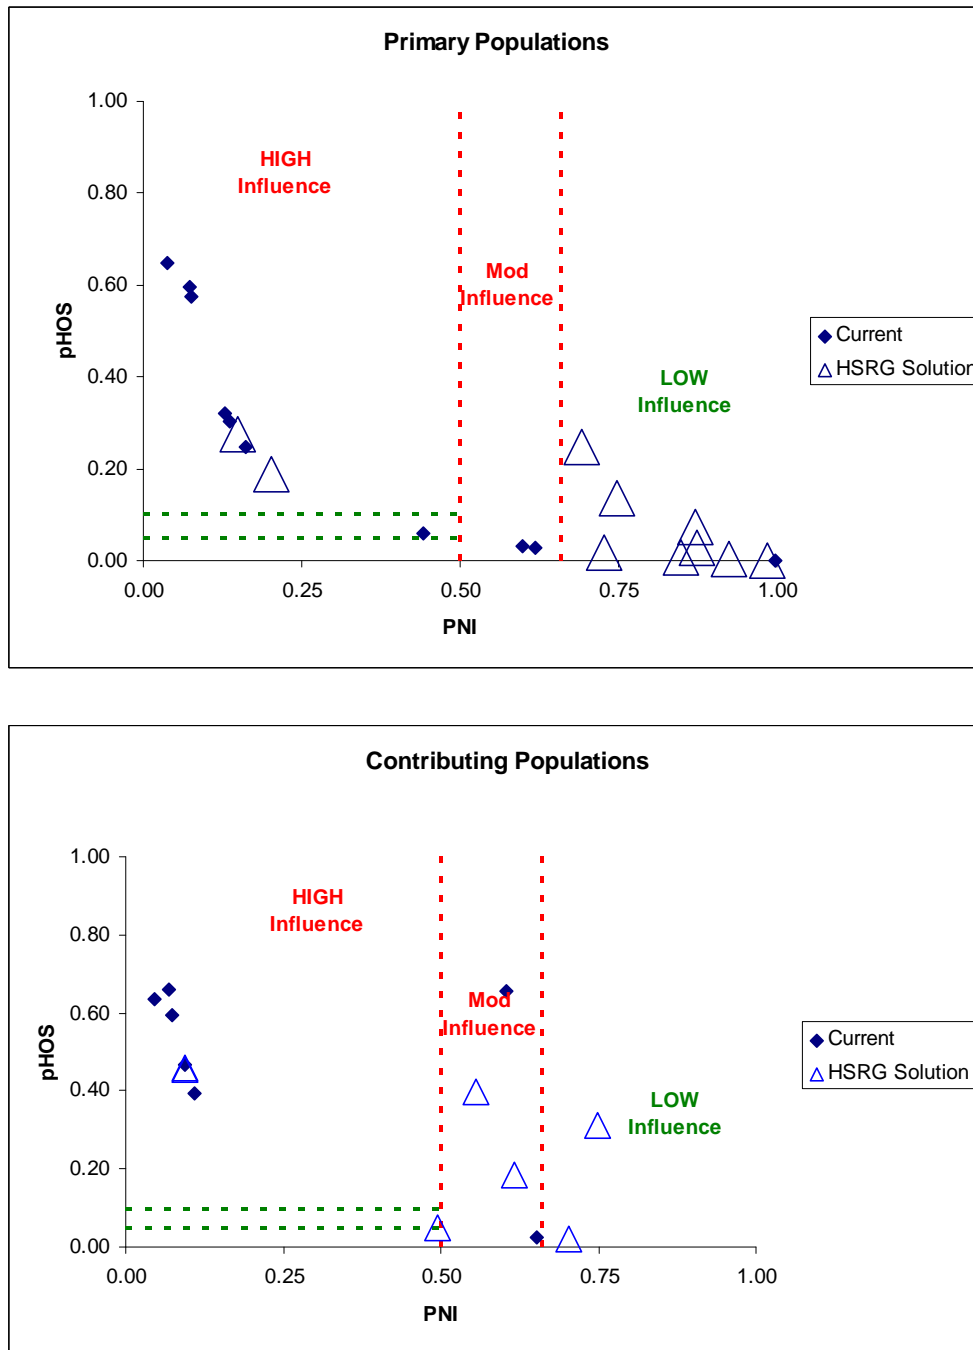 Primary Populations
1.00
0.80
0.60
0.40
0.20
0.00
pHOS
HIGH
Influence
Mod
Influence
LOW
Influence
0.00 0.25 0.50 0.75 1.00
PNI
Current
HSRG Solution
Contributing Populations
1.00
0.80
0.60
0.40
0.20
0.00
pHOS
HIGH
Influence
Mod
Influence
LOW
Influence
0.00 0.25 0.50 0.75 1.00
PNI
Current
HSRG Solution